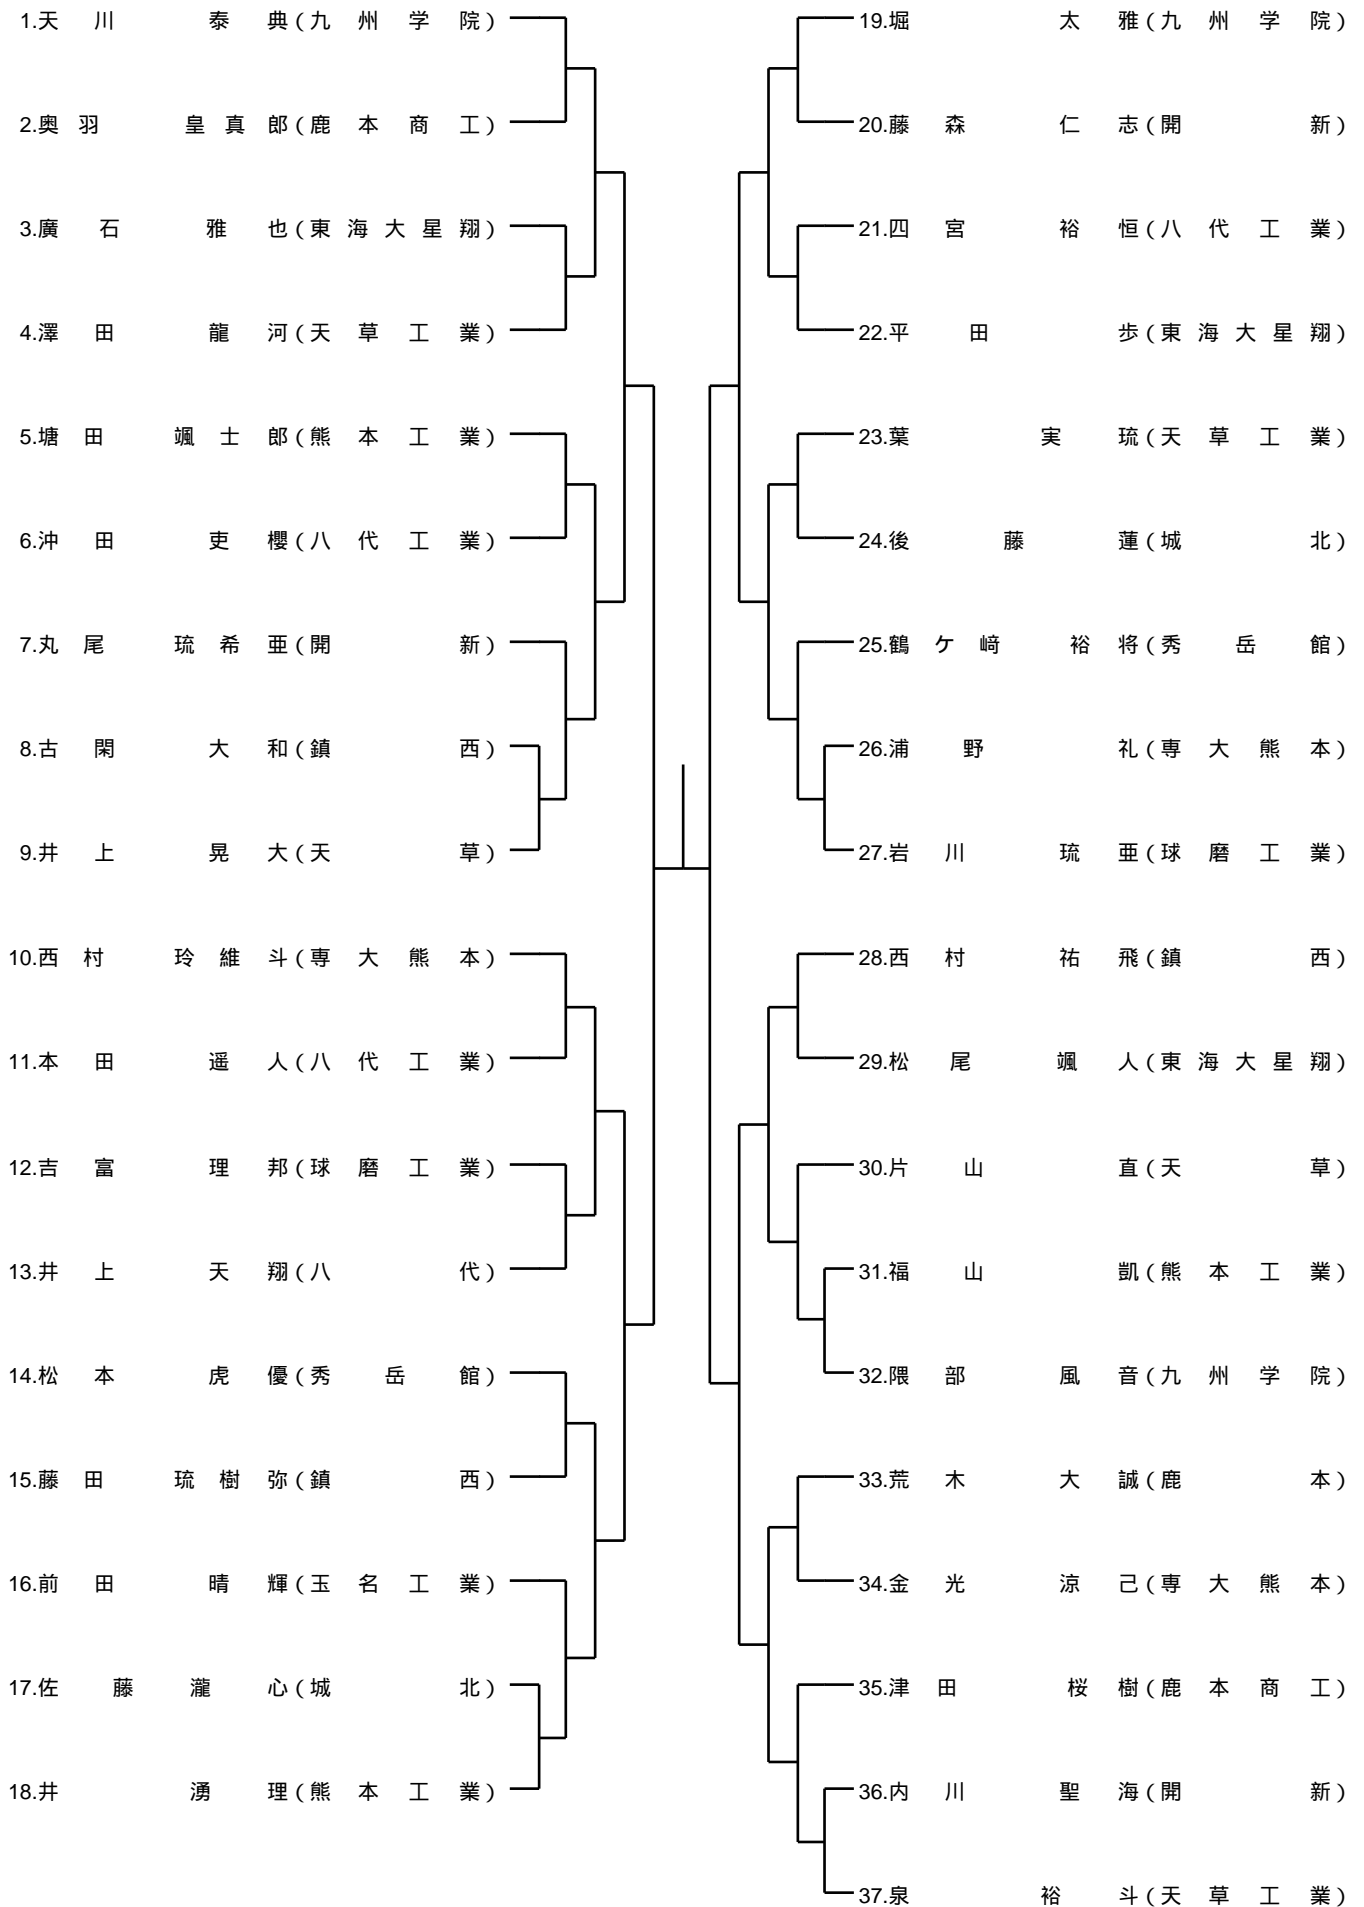 1.天川 泰典(九州学院)
2.奥羽 皇真郎(鹿本商工)
3.廣石 雅也(東海大星翔)
4.澤田 龍河(天草工業)
5.塘田 颯士郎(熊本工業)
6.沖田 吏櫻(八代工業)
7.丸尾 琉希亜(開新)
8.古閑 大和(鎮西)
9.井上 晃大(天草)
10.西村 玲維斗(専大熊本)
11.本田 遥人(八代工業)
12.吉富 理邦(球磨工業)
13.井上 天翔(八代)
14.松本 虎優(秀岳館)
15.藤田 琉樹弥(鎮西)
16.前田 晴輝(玉名工業)
17.佐藤 瀧心(城北)
18.井 湧理(熊本工業)
19.堀 太雅(九州学院)
20.藤森 仁志(開新)
21.四宮 裕恒(八代工業)
22.平田 歩(東海大星翔)
23.葉 実琉(天草工業)
24.後藤 蓮(城北)
25.鶴ケ﨑 裕将(秀岳館)
26.浦野 礼(専大熊本)
27.岩川 琉亜(球磨工業)
28.西村 祐飛(鎮西)
29.松尾 颯人(東海大星翔)
30.片山 直(天草)
31.福山 凱(熊本工業)
32.隈部 風音(九州学院)
33.荒木 大誠(鹿本)
34.金光 涼己(専大熊本)
35.津田 桜樹(鹿本商工)
36.内川 聖海(開新)
37.泉 裕斗(天草工業)